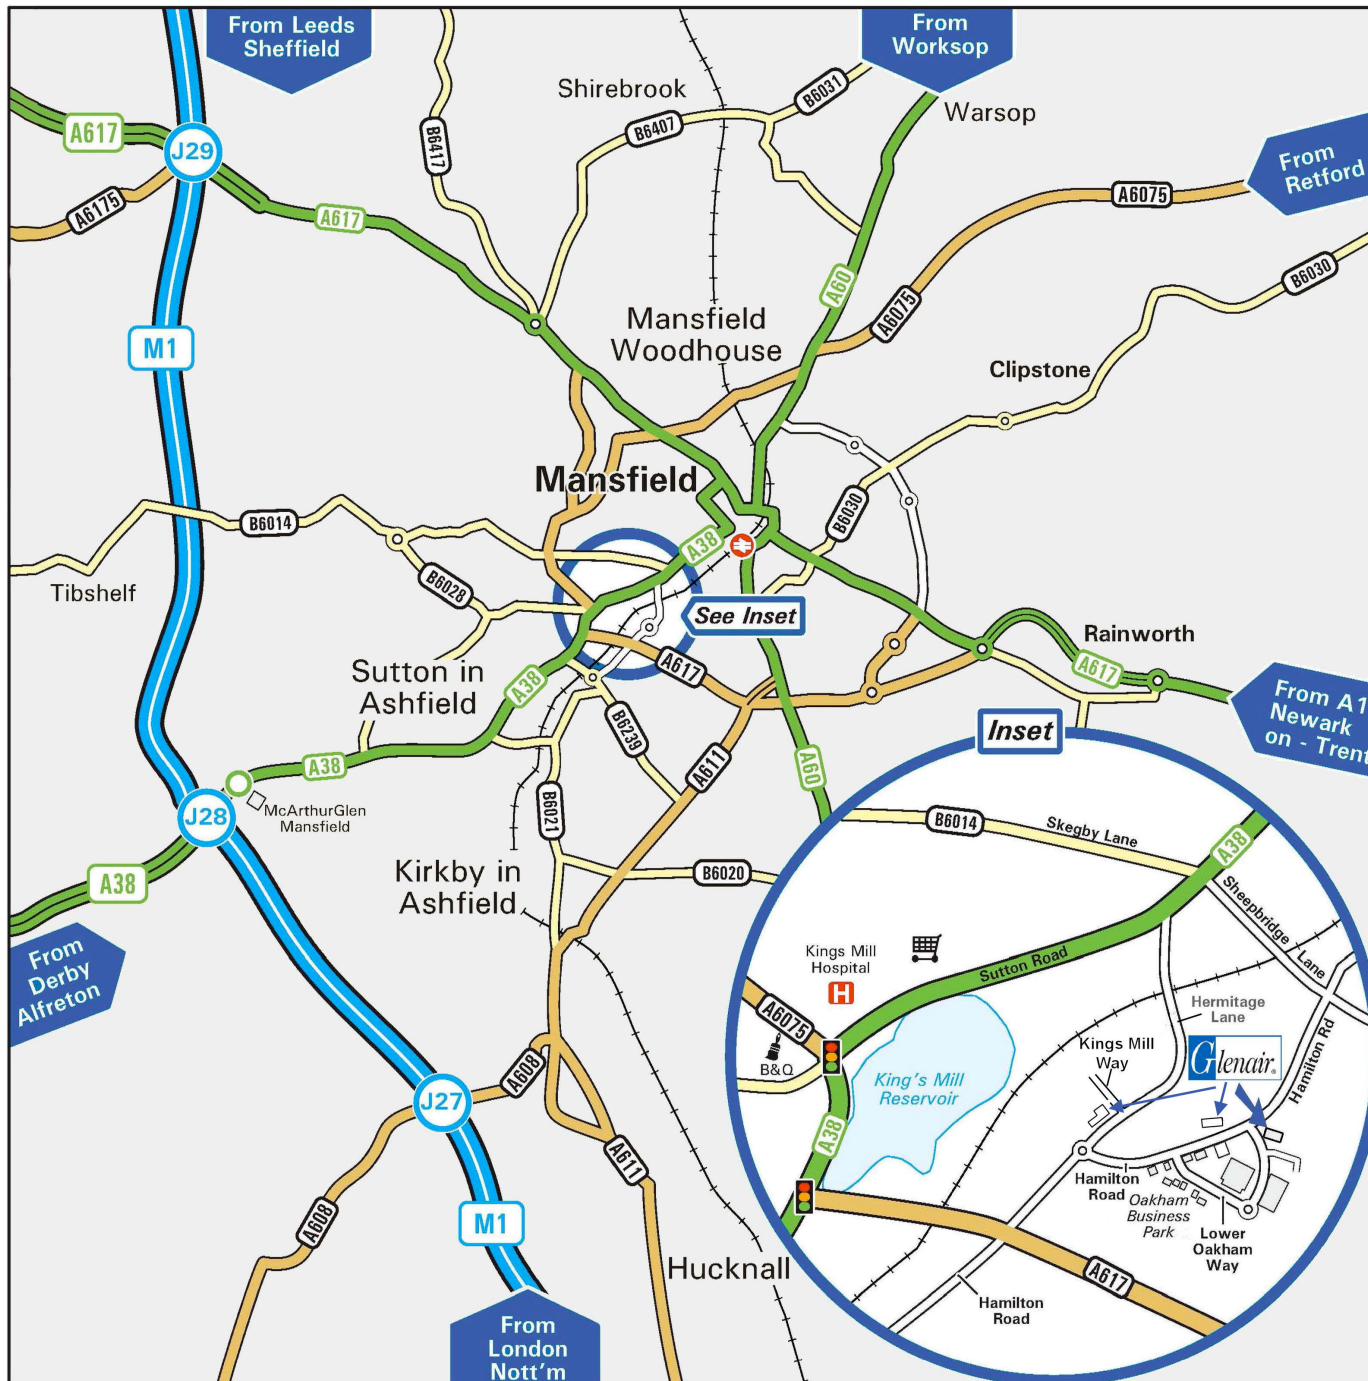 From Leeds
Sheffield
From
Worksop
Shirebrook
B6031
Warsop
A617
J29
B6417
B6407
From
Retford
A6175
A617
A6075
B6030
A60
A6075
M1
Mansfield
Woodhouse
Clipstone
Mansfield
B6014
A38
B6030
Tibshelf
B6028
See Inset
Rainworth
Sutton in
Ashfield
A38
A617
A617
From A1
Newark
on - Trent
B6239
Inset
A38
A611
A60
J28
McArthurGlen
Mansfield
B6021
A38
Kirkby in
Ashfield
B6020
B6014
Skegby Lane
A38
Sheepbridge Lane
From
Derby
Alfreton
Kings Mill
Hospital
H
Sutton Road
A6075
Hermitage
Lane
Kings Mill
Way
Glenair.
Hamilton Rd
B&Q
King's Mill
Reservoir
A608
J27
A38
A611
Hamilton
Road
Oakham
Business
Park
Lower
Oakham
Way
A608
M1
Hucknall
A617
Hamilton
Road
From
London
Nott'm